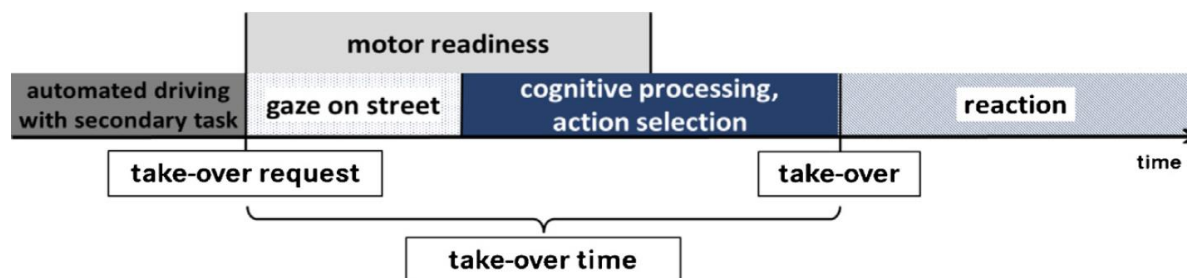 motor readiness
automated driving
with secondary task
gaze on street
cognitive processing,
action selection
reaction
time
take-over request
take-over
take-over time